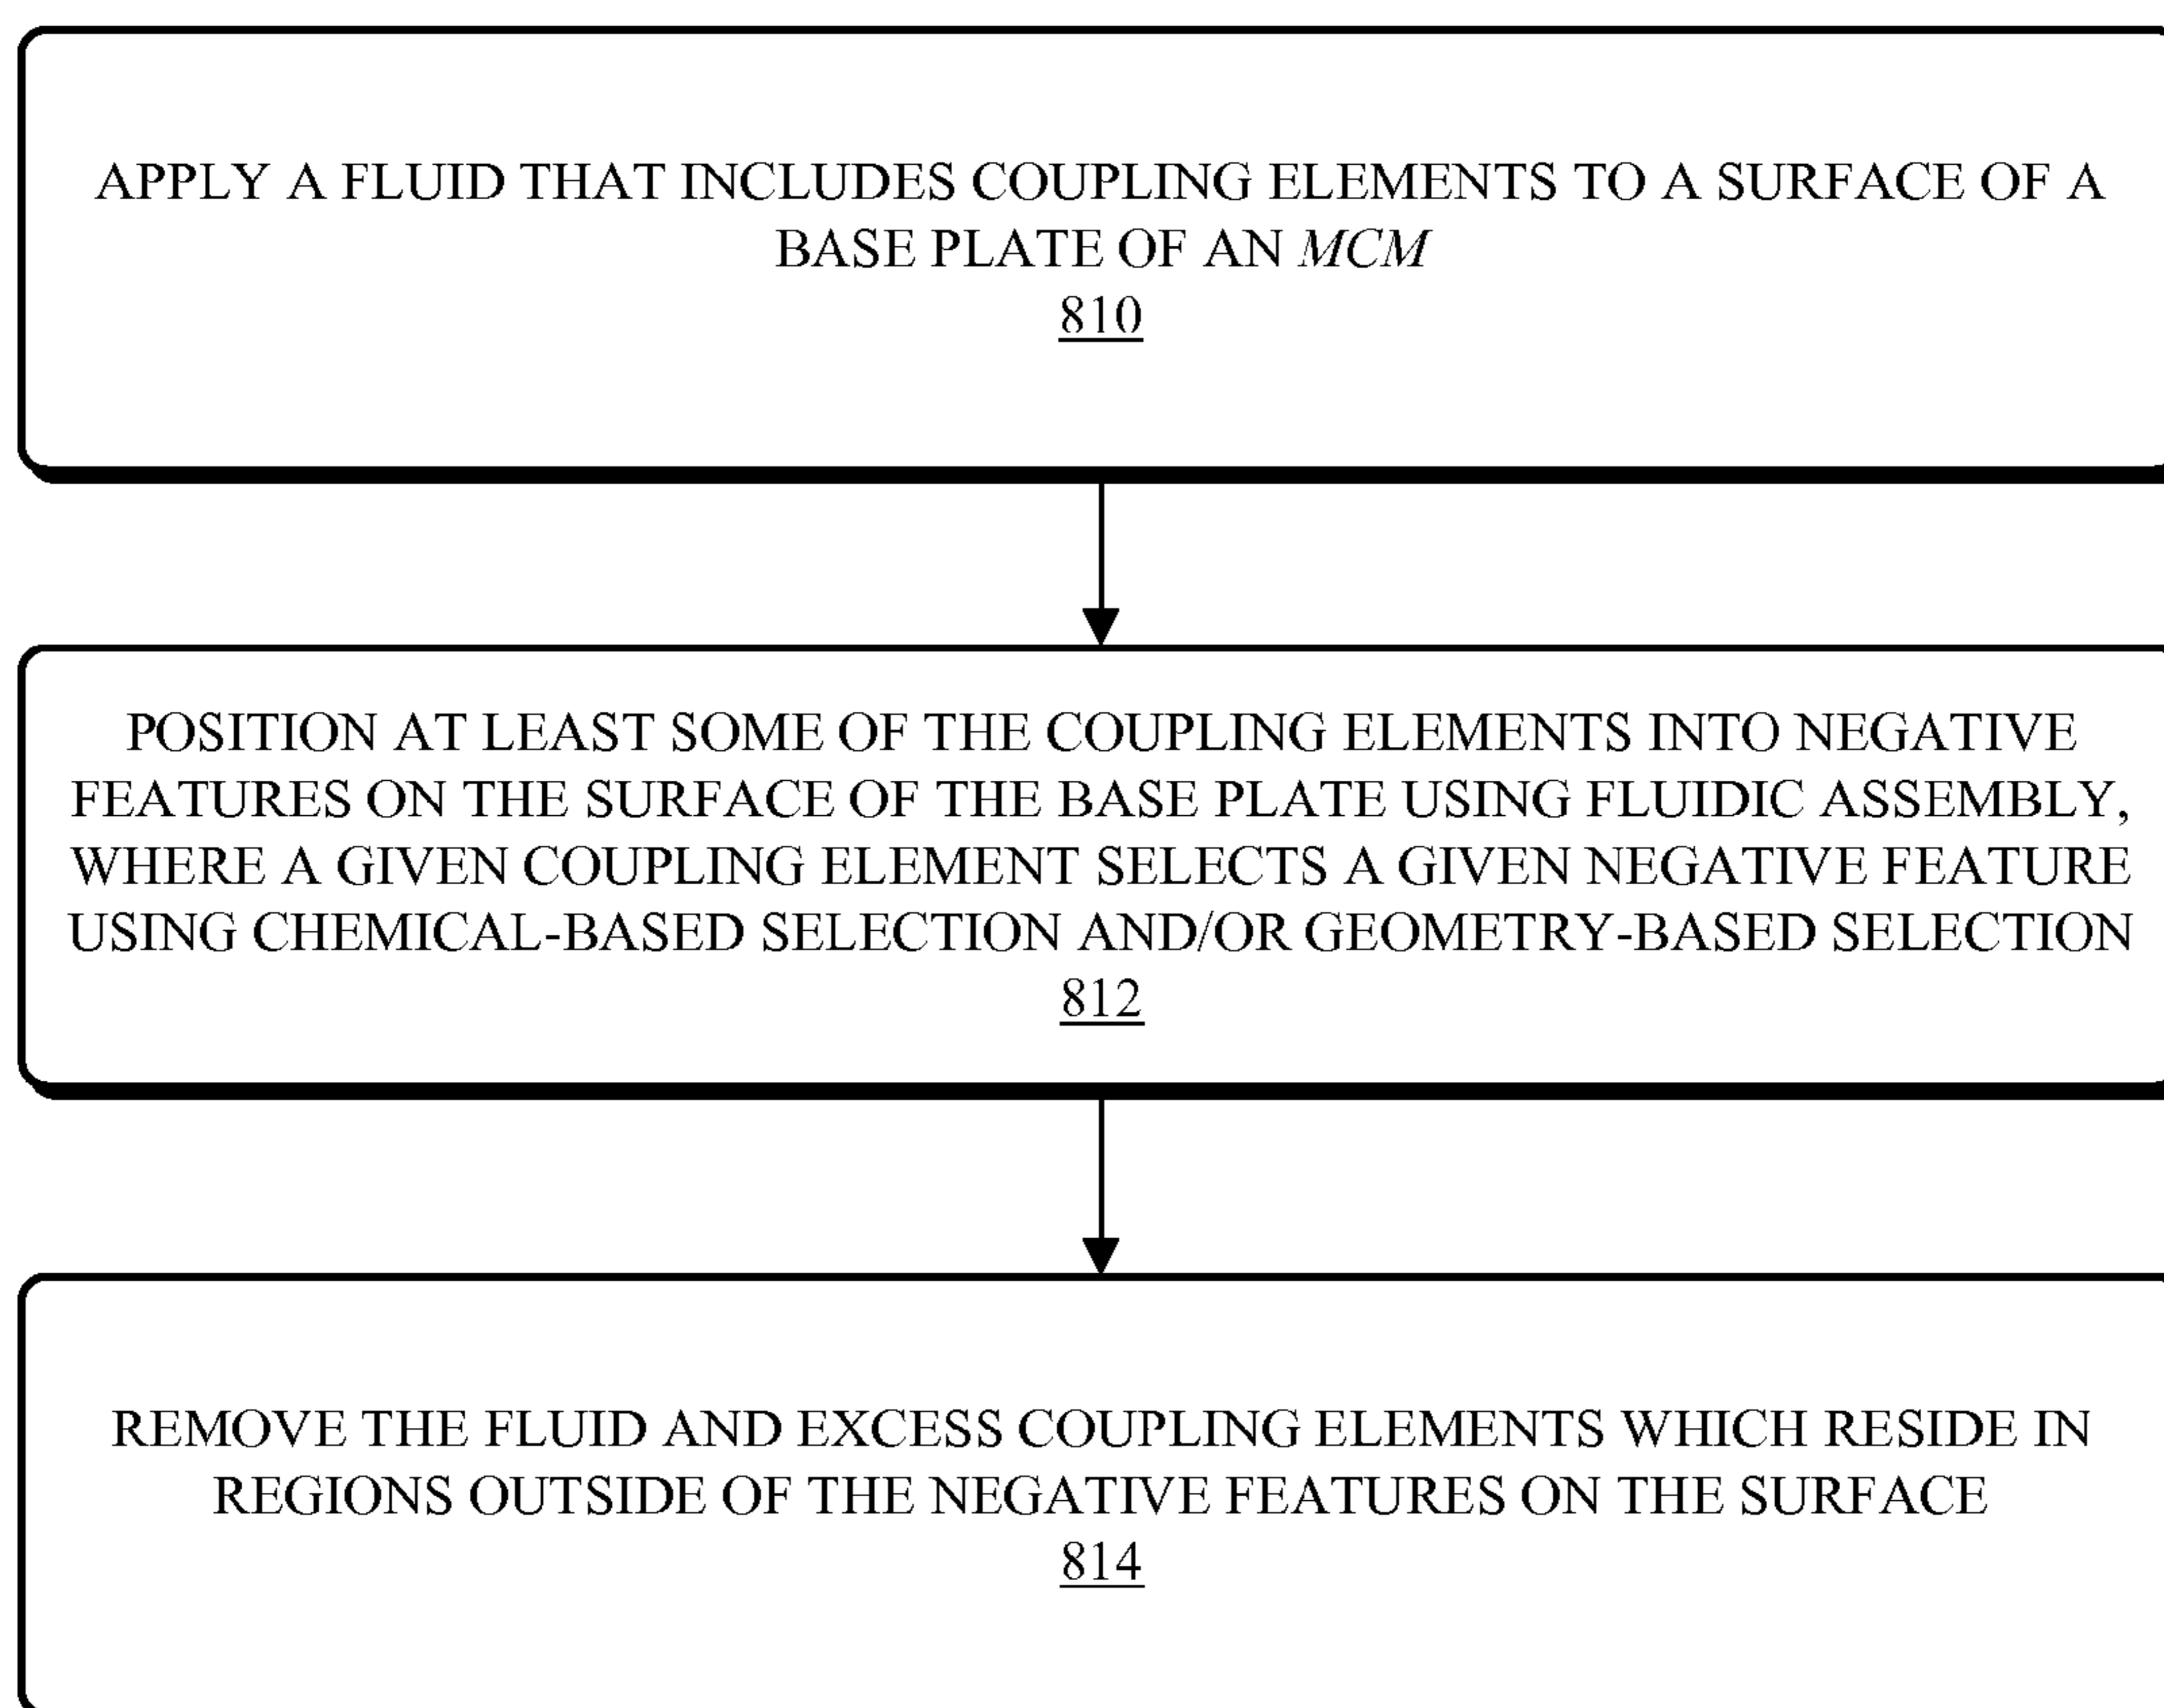 APPLY A FLUID THAT INCLUDES COUPLING ELEMENTS TO A SURFACE OF A
BASE PLATE OF AN MCM
810
POSITION AT LEAST SOME OF THE COUPLING ELEMENTS INTO NEGATIVE
FEATURES ON THE SURFACE OF THE BASE PLATE USING FLUIDIC ASSEMBLY,
WHERE A GIVEN COUPLING ELEMENT SELECTS A GIVEN NEGATIVE FEATURE
USING CHEMICAL-BASED SELECTION AND/OR GEOMETRY-BASED SELECTION
812
REMOVE THE FLUID AND EXCESS COUPLING ELEMENTS WHICH RESIDE IN
REGIONS OUTSIDE OF THE NEGATIVE FEATURES ON THE SURFACE
814